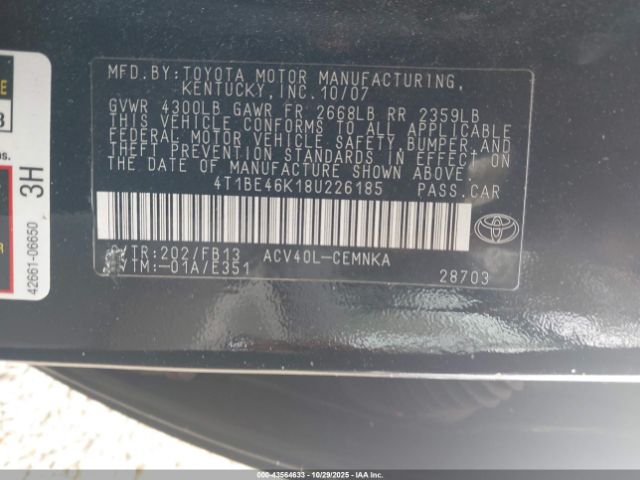 MFD.BY:TOYOTA MOTOR MANUFACTURING,
KENTUCKY,INC.10/07
GVWR 4300LB GAWR FR 2668LB RR 2359LB
THIS VEHICLE CONFORMS TO ALL APPLICABLE
FEDERAL MOTOR VEHICLE SAFETY,BUMPER,AND
THEFT PREVENTION STANDARDS IN EFFECT ON
THE DATE OF MANUFACTURE SHOWN ABOVE.
4T1BE46K18U226185 PASS.CAR
C/TR:202/FB13 ACV40L-CEMNKA
/TM:-01A/E351 28703
3H
42661-06650
000-43564633 - 10/29/2025 - IAAI Inc.